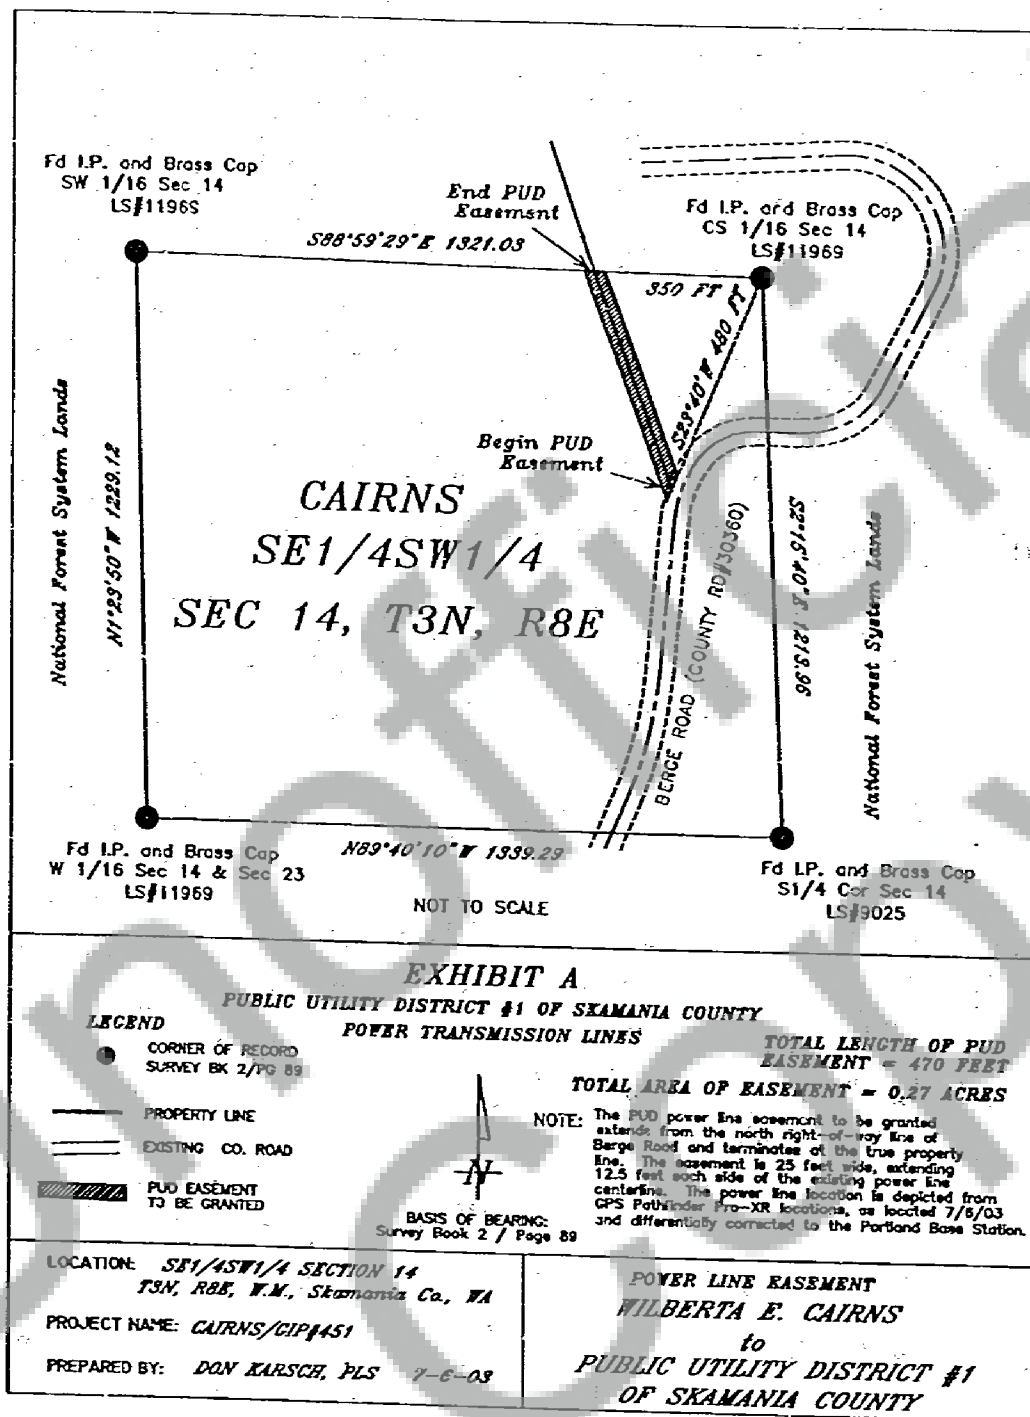 Fd I.P. and Brass Cap
SW 1/16 Sec 14
LS#11969
End PUD
Easement
Fd I.P. and Brass Cap
CS 1/16 Sec 14
LS#11969
S88°59'29"E 1321.03
350 FT
S23°40'W 480 FT
National Forest System Lands
N1°23'50"W 1229.12
Begin PUD
Easement
CAIRNS
SE1/4SW1/4
SEC 14, T3N, R8E
BERGE ROAD (COUNTY RD#30360)
S2°16'40"E 1213.96
National Forest System Lands
Fd I.P. and Brass Cap
W 1/16 Sec 14 & Sec 23
LS#11969
N89°40'10"W 1339.29
NOT TO SCALE
Fd I.P. and Brass Cap
S1/4 Cor Sec 14
LS#9025
EXHIBIT A
PUBLIC UTILITY DISTRICT #1 OF SKAMANIA COUNTY
POWER TRANSMISSION LINES
LEGEND
CORNER OF RECORD
SURVEY BK 2/PG 89
PROPERTY LINE
EXISTING CO. ROAD
PUD EASEMENT
TO BE GRANTED
N
BASIS OF BEARING:
Survey Book 2 / Page 89
TOTAL LENGTH OF PUD
EASEMENT = 470 FEET
TOTAL AREA OF EASEMENT = 0.27 ACRES
NOTE: The PUD power line easement to be granted
extends from the north right-of-way line of
Berge Road and terminates at the true property
line. The easement is 25 feet wide, extending
12.5 feet each side of the existing power line
centerline. The power line location is depicted from
GPS Pathfinder Pro-XR locations, as located 7/6/03
and differentially corrected to the Portland Base Station.
LOCATION: SE1/4SW1/4 SECTION 14
T3N, R8E, W.M., Skamania Co., WA
PROJECT NAME: CAIRNS/CIP#451
PREPARED BY: DON KARSCH, PLS 7-6-03
POWER LINE EASEMENT
WILBERTA E. CAIRNS
to
PUBLIC UTILITY DISTRICT #1
OF SKAMANIA COUNTY